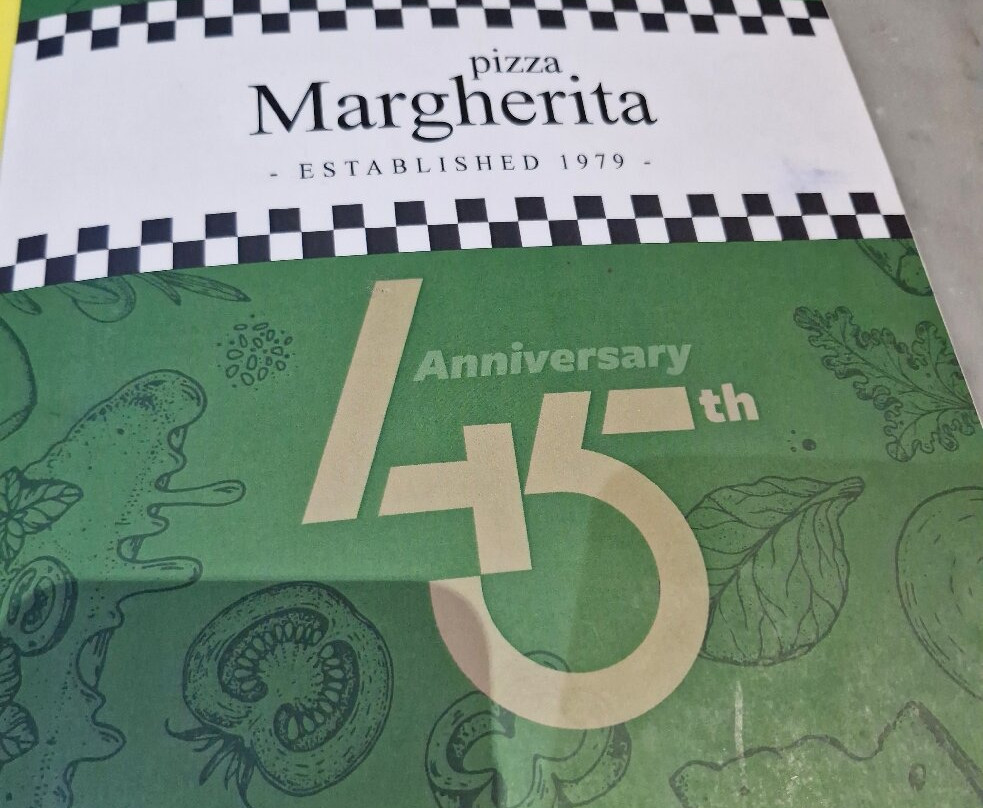 pizza
Margherita
- ESTABLISHED 1979 -
Anniversary
45th